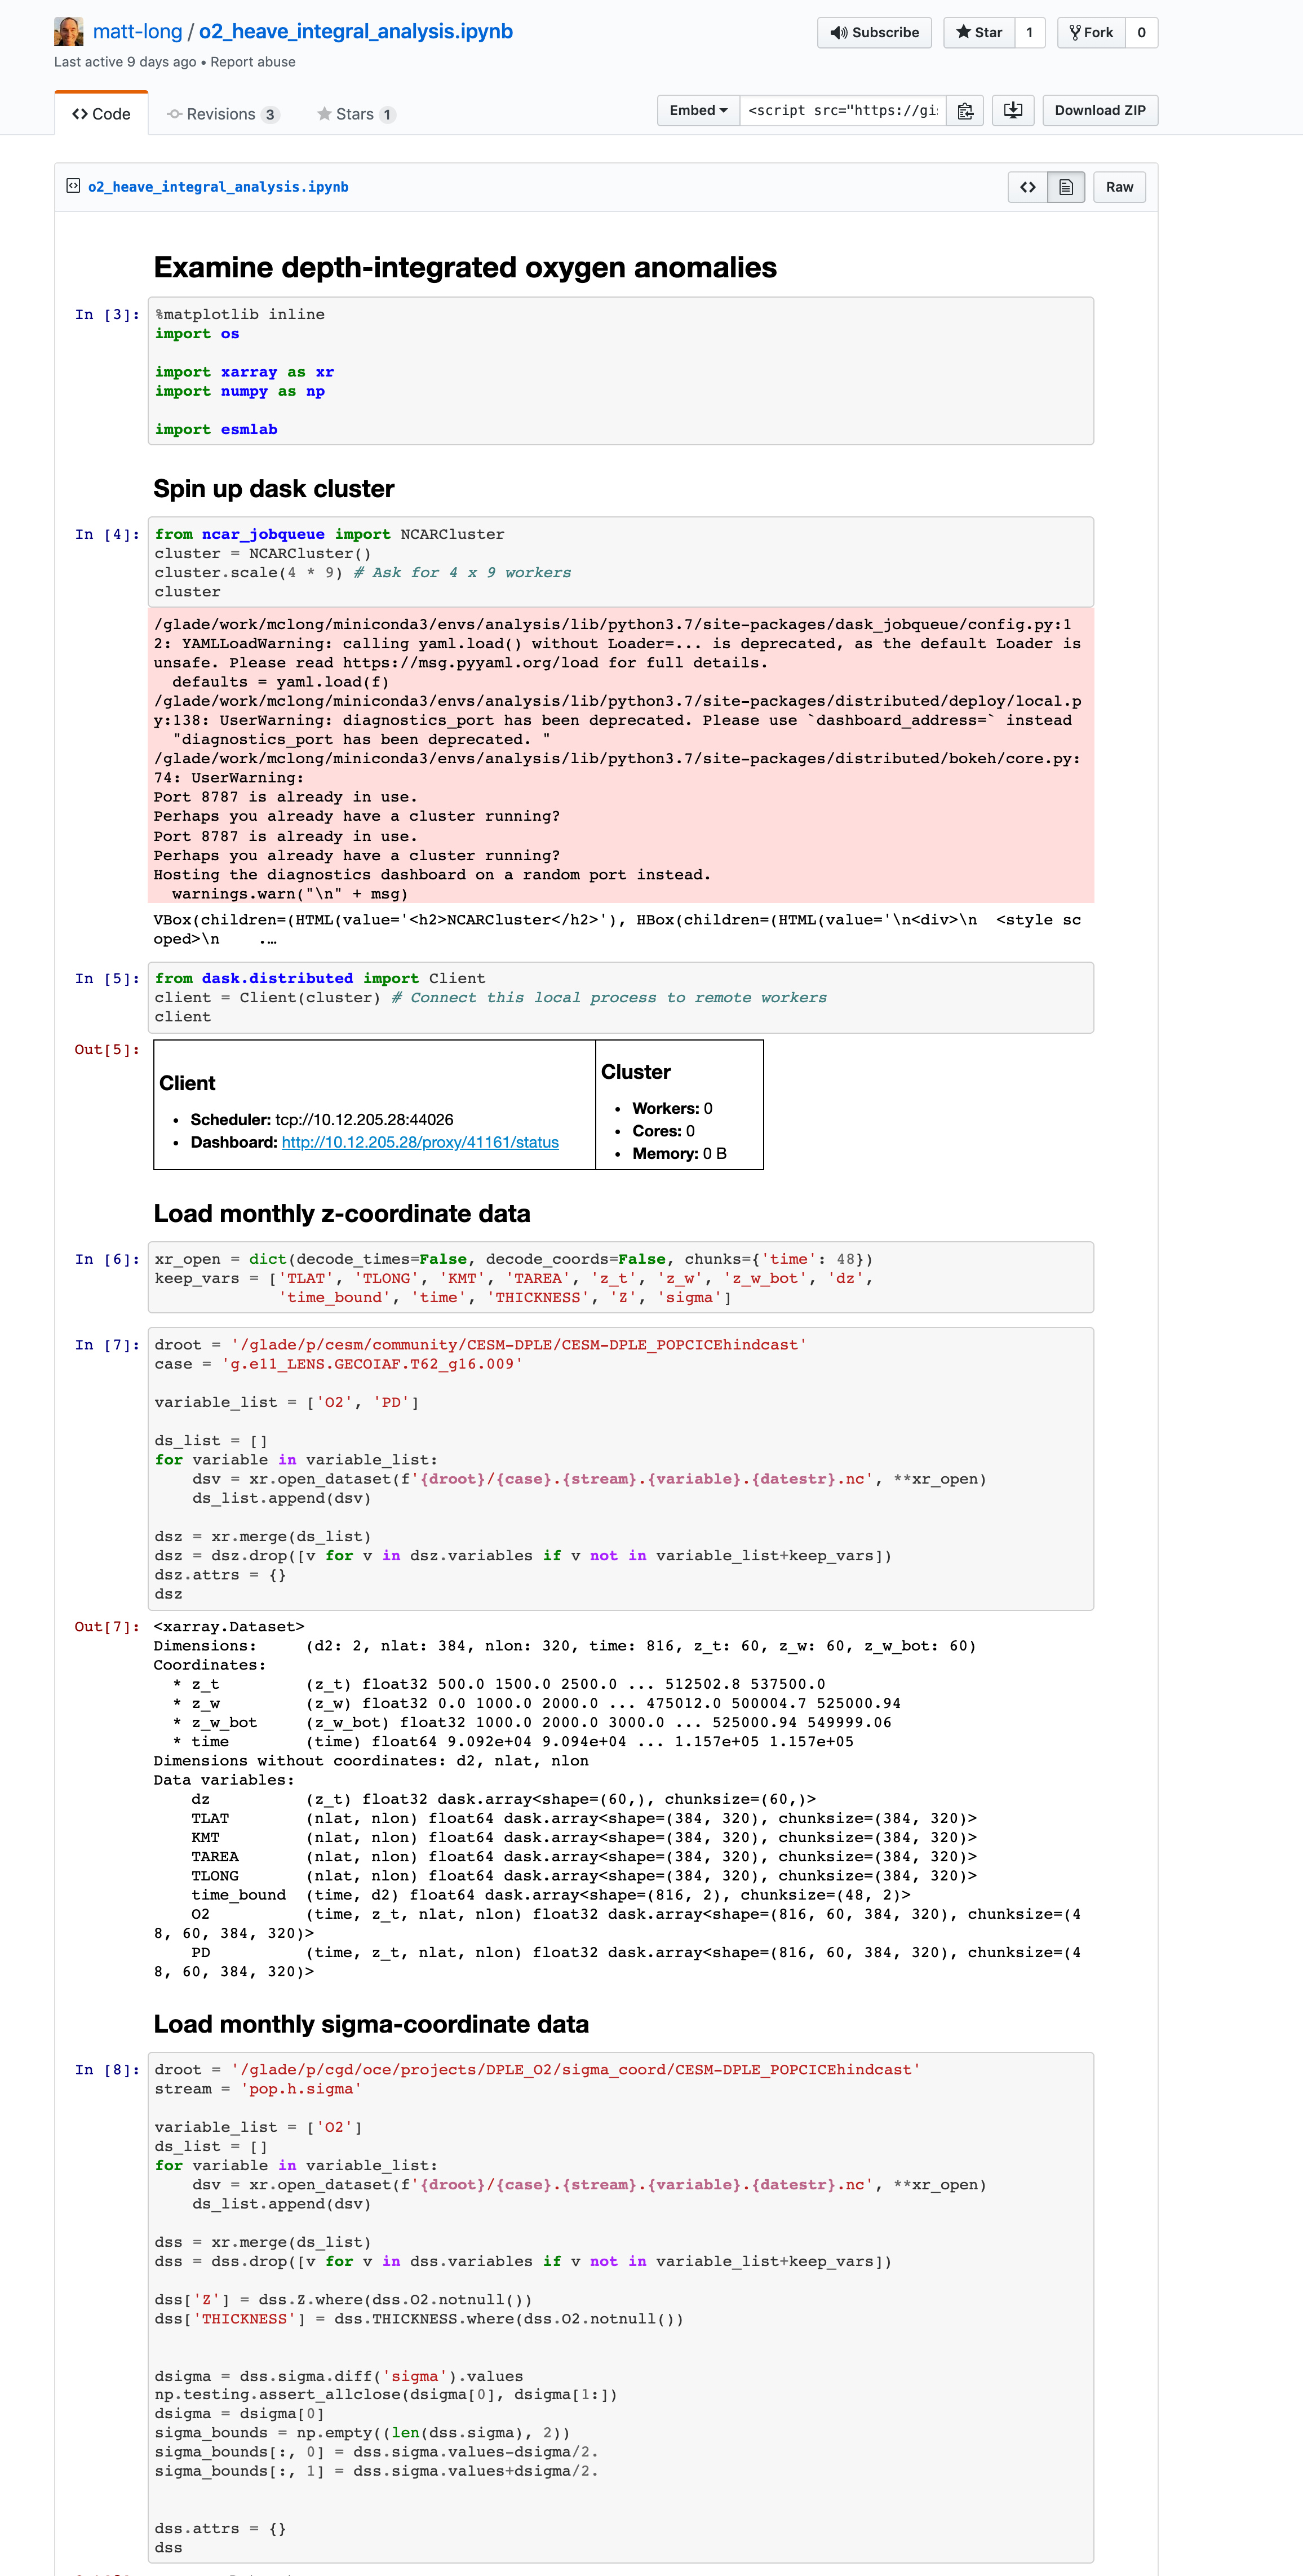 matt-long / o2_heave_integral_analysis.ipynb
Subscribe
Star 1
Fork 0
Last active 9 days ago • Report abuse
Code
Revisions 3
Stars 1
Embed
<script src="https://gi
Download ZIP
o2_heave_integral_analysis.ipynb
Raw
Examine depth-integrated oxygen anomalies
In [3]:
%matplotlib inline
import os
import xarray as xr
import numpy as np
import esmlab
Spin up dask cluster
In [4]:
from ncar_jobqueue import NCARCluster
cluster = NCARCluster()
cluster.scale(4 * 9) # Ask for 4 x 9 workers
cluster
/glade/work/mclong/miniconda3/envs/analysis/lib/python3.7/site-packages/dask_jobqueue/config.py:1
2: YAMLLoadWarning: calling yaml.load() without Loader=... is deprecated, as the default Loader is
unsafe. Please read https://msg.pyyaml.org/load for full details.
  defaults = yaml.load(f)
/glade/work/mclong/miniconda3/envs/analysis/lib/python3.7/site-packages/distributed/deploy/local.p
y:138: UserWarning: diagnostics_port has been deprecated. Please use `dashboard_address=` instead
  "diagnostics_port has been deprecated. "
/glade/work/mclong/miniconda3/envs/analysis/lib/python3.7/site-packages/distributed/bokeh/core.py:
74: UserWarning:
Port 8787 is already in use.
Perhaps you already have a cluster running?
Port 8787 is already in use.
Perhaps you already have a cluster running?
Hosting the diagnostics dashboard on a random port instead.
  warnings.warn("\n" + msg)
VBox(children=(HTML(value='<h2>NCARCluster</h2>'), HBox(children=(HTML(value='\n<div>\n  <style sc
oped>\n    .…
In [5]:
from dask.distributed import Client
client = Client(cluster) # Connect this local process to remote workers
client
Out[5]:
Client
• Scheduler: tcp://10.12.205.28:44026
• Dashboard: http://10.12.205.28/proxy/41161/status
Cluster
• Workers: 0
• Cores: 0
• Memory: 0 B
Load monthly z-coordinate data
In [6]:
xr_open = dict(decode_times=False, decode_coords=False, chunks={'time': 48})
keep_vars = ['TLAT', 'TLONG', 'KMT', 'TAREA', 'z_t', 'z_w', 'z_w_bot', 'dz',
             'time_bound', 'time', 'THICKNESS', 'Z', 'sigma']
In [7]:
droot = '/glade/p/cesm/community/CESM-DPLE/CESM-DPLE_POPCICEhindcast'
case = 'g.e11_LENS.GECOIAF.T62_g16.009'
variable_list = ['O2', 'PD']
ds_list = []
for variable in variable_list:
    dsv = xr.open_dataset(f'{droot}/{case}.{stream}.{variable}.{datestr}.nc', **xr_open)
    ds_list.append(dsv)
dsz = xr.merge(ds_list)
dsz = dsz.drop([v for v in dsz.variables if v not in variable_list+keep_vars])
dsz.attrs = {}
dsz
Out[7]:
<xarray.Dataset>
Dimensions:     (d2: 2, nlat: 384, nlon: 320, time: 816, z_t: 60, z_w: 60, z_w_bot: 60)
Coordinates:
  * z_t         (z_t) float32 500.0 1500.0 2500.0 ... 512502.8 537500.0
  * z_w         (z_w) float32 0.0 1000.0 2000.0 ... 475012.0 500004.7 525000.94
  * z_w_bot     (z_w_bot) float32 1000.0 2000.0 3000.0 ... 525000.94 549999.06
  * time        (time) float64 9.092e+04 9.094e+04 ... 1.157e+05 1.157e+05
Dimensions without coordinates: d2, nlat, nlon
Data variables:
    dz          (z_t) float32 dask.array<shape=(60,), chunksize=(60,)>
    TLAT        (nlat, nlon) float64 dask.array<shape=(384, 320), chunksize=(384, 320)>
    KMT         (nlat, nlon) float64 dask.array<shape=(384, 320), chunksize=(384, 320)>
    TAREA       (nlat, nlon) float64 dask.array<shape=(384, 320), chunksize=(384, 320)>
    TLONG       (nlat, nlon) float64 dask.array<shape=(384, 320), chunksize=(384, 320)>
    time_bound  (time, d2) float64 dask.array<shape=(816, 2), chunksize=(48, 2)>
    O2          (time, z_t, nlat, nlon) float32 dask.array<shape=(816, 60, 384, 320), chunksize=(4
8, 60, 384, 320)>
    PD          (time, z_t, nlat, nlon) float32 dask.array<shape=(816, 60, 384, 320), chunksize=(4
8, 60, 384, 320)>
Load monthly sigma-coordinate data
In [8]:
droot = '/glade/p/cgd/oce/projects/DPLE_O2/sigma_coord/CESM-DPLE_POPCICEhindcast'
stream = 'pop.h.sigma'
variable_list = ['O2']
ds_list = []
for variable in variable_list:
    dsv = xr.open_dataset(f'{droot}/{case}.{stream}.{variable}.{datestr}.nc', **xr_open)
    ds_list.append(dsv)
dss = xr.merge(ds_list)
dss = dss.drop([v for v in dss.variables if v not in variable_list+keep_vars])
dss['Z'] = dss.Z.where(dss.O2.notnull())
dss['THICKNESS'] = dss.THICKNESS.where(dss.O2.notnull())
dsigma = dss.sigma.diff('sigma').values
np.testing.assert_allclose(dsigma[0], dsigma[1:])
dsigma = dsigma[0]
sigma_bounds = np.empty((len(dss.sigma), 2))
sigma_bounds[:, 0] = dss.sigma.values-dsigma/2.
sigma_bounds[:, 1] = dss.sigma.values+dsigma/2.
dss.attrs = {}
dss